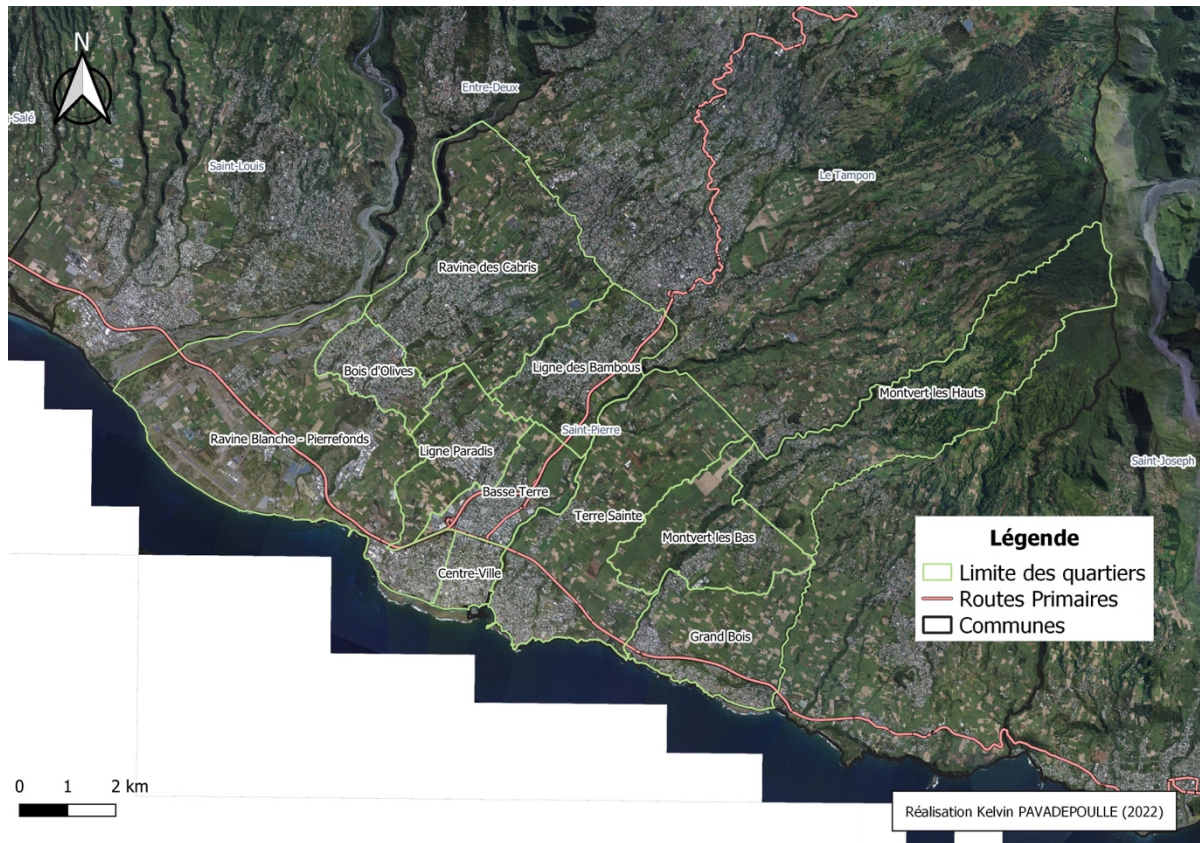 N
Entre-Deux
-Salé
Saint-Louis
Le Tampon
Ravine des Cabris
Bois d'Olives
Ligne des Bambous
Montvert les Hauts
Saint-Pierre
Ravine Blanche - Pierrefonds
Ligne Paradis
Saint-Joseph
Basse Terre
Terre Sainte
Montvert les Bas
Centre-Ville
Grand Bois
Légende
Limite des quartiers
Routes Primaires
Communes
0 1 2 km
Réalisation Kelvin PAVADEPOULLE (2022)